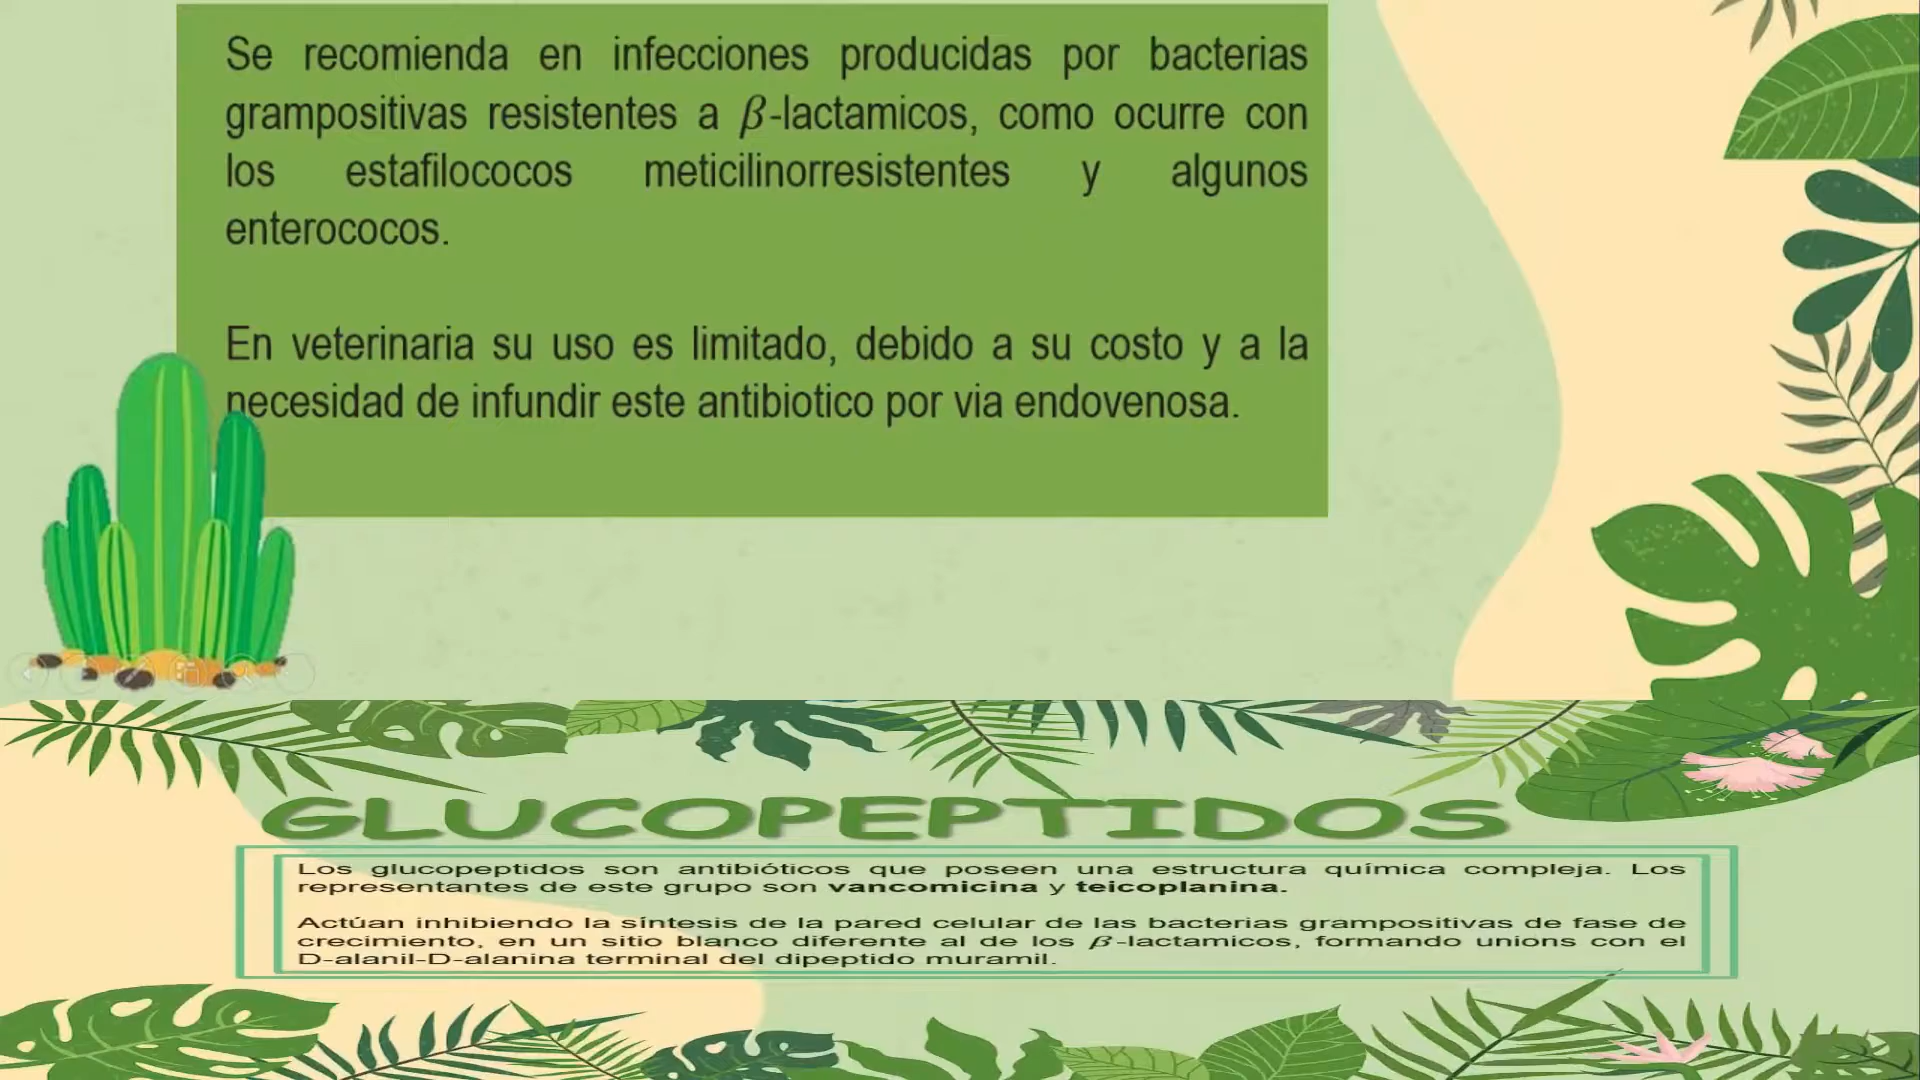 Se recomienda en infecciones producidas por bacterias
grampositivas resistentes a β-lactamicos, como ocurre con
los estafilococos meticilinorresistentes y algunos
enterococos.
En veterinaria su uso es limitado, debido a su costo y a la
necesidad de infundir este antibiotico por via endovenosa.
GLUCOPEPTIDOS
Los glucopeptidos son antibióticos que poseen una estructura química compleja. Los
representantes de este grupo son vancomicina y teicoplanina.
Actúan inhibiendo la síntesis de la pared celular de las bacterias grampositivas de fase de
crecimiento, en un sitio blanco diferente al de los β-lactamicos, formando unions con el
D-alanil-D-alanina terminal del dipeptido muramil.